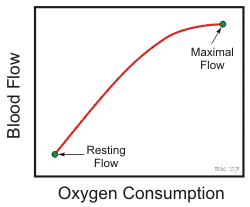 Blood Flow
Maximal
Flow
Resting
Flow
RK '07
Oxygen Consumption